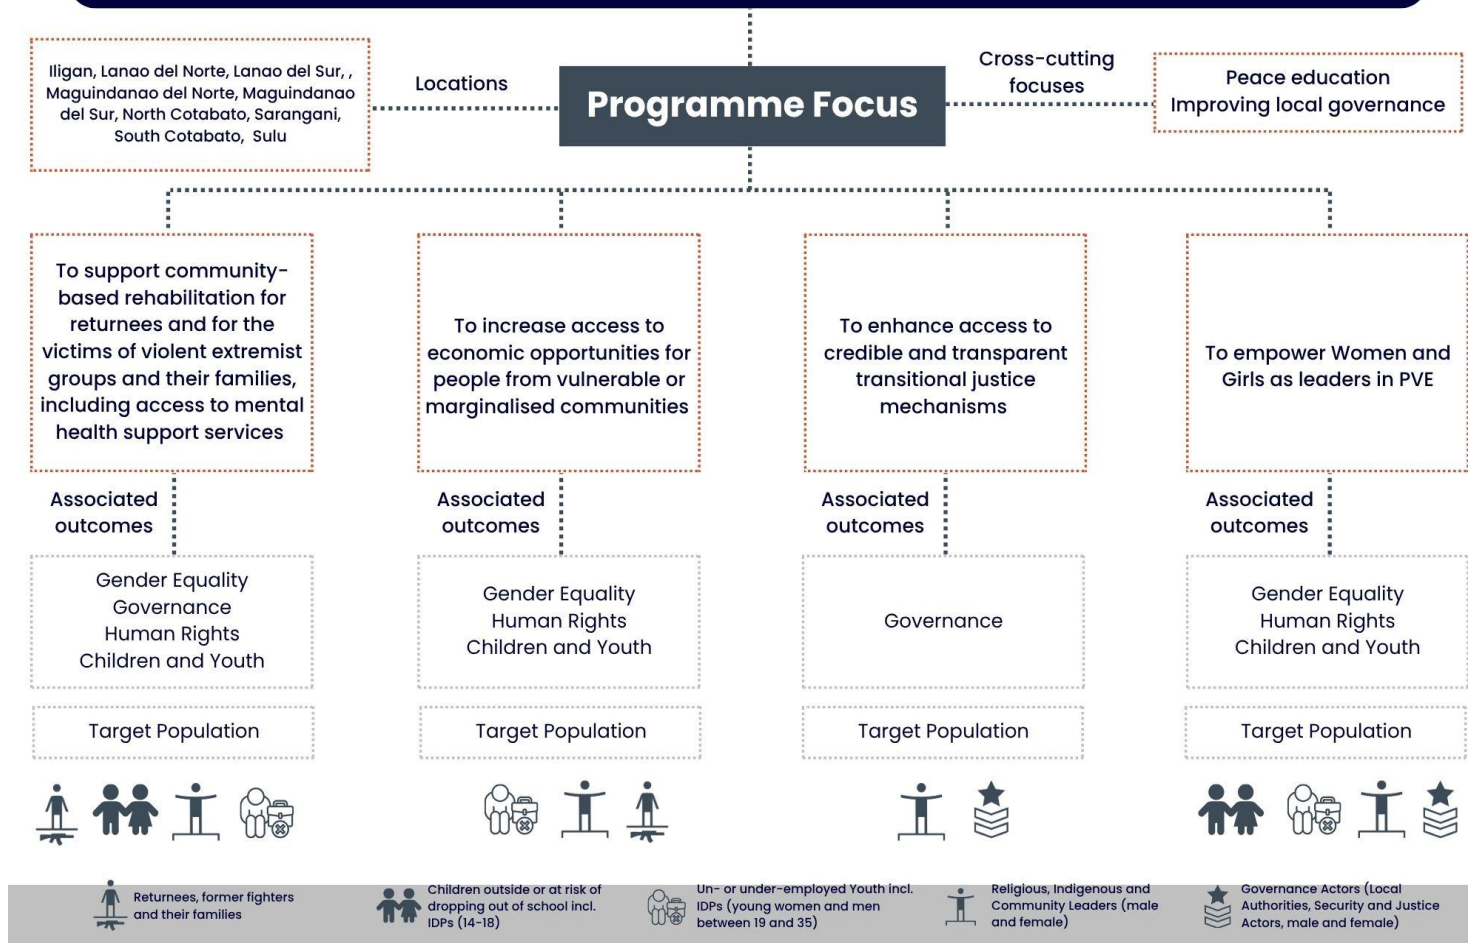 Iligan, Lanao del Norte, Lanao del Sur, ,
Maguindanao del Norte, Maguindanao
del Sur, North Cotabato, Sarangani,
South Cotabato, Sulu
Locations
Programme Focus
Cross-cutting
focuses
Peace education
Improving local governance
To support community-
based rehabilitation for
returnees and for the
victims of violent extremist
groups and their families,
including access to mental
health support services
To increase access to
economic opportunities for
people from vulnerable or
marginalised communities
To enhance access to
credible and transparent
transitional justice
mechanisms
To empower Women and
Girls as leaders in PVE
Associated
outcomes
Associated
outcomes
Associated
outcomes
Associated
outcomes
Gender Equality
Governance
Human Rights
Children and Youth
Gender Equality
Human Rights
Children and Youth
Governance
Gender Equality
Human Rights
Children and Youth
Target Population
Target Population
Target Population
Target Population
Returnees, former fighters
and their families
Children outside or at risk of
dropping out of school incl.
IDPs (14-18)
Un- or under-employed Youth incl.
IDPs (young women and men
between 19 and 35)
Religious, Indigenous and
Community Leaders (male
and female)
Governance Actors (Local
Authorities, Security and Justice
Actors, male and female)